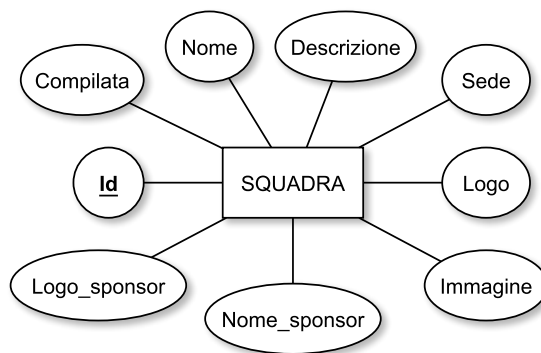 Nome
Descrizione
Compilata
Sede
Id
SQUADRA
Logo
Logo_sponsor
Immagine
Nome_sponsor